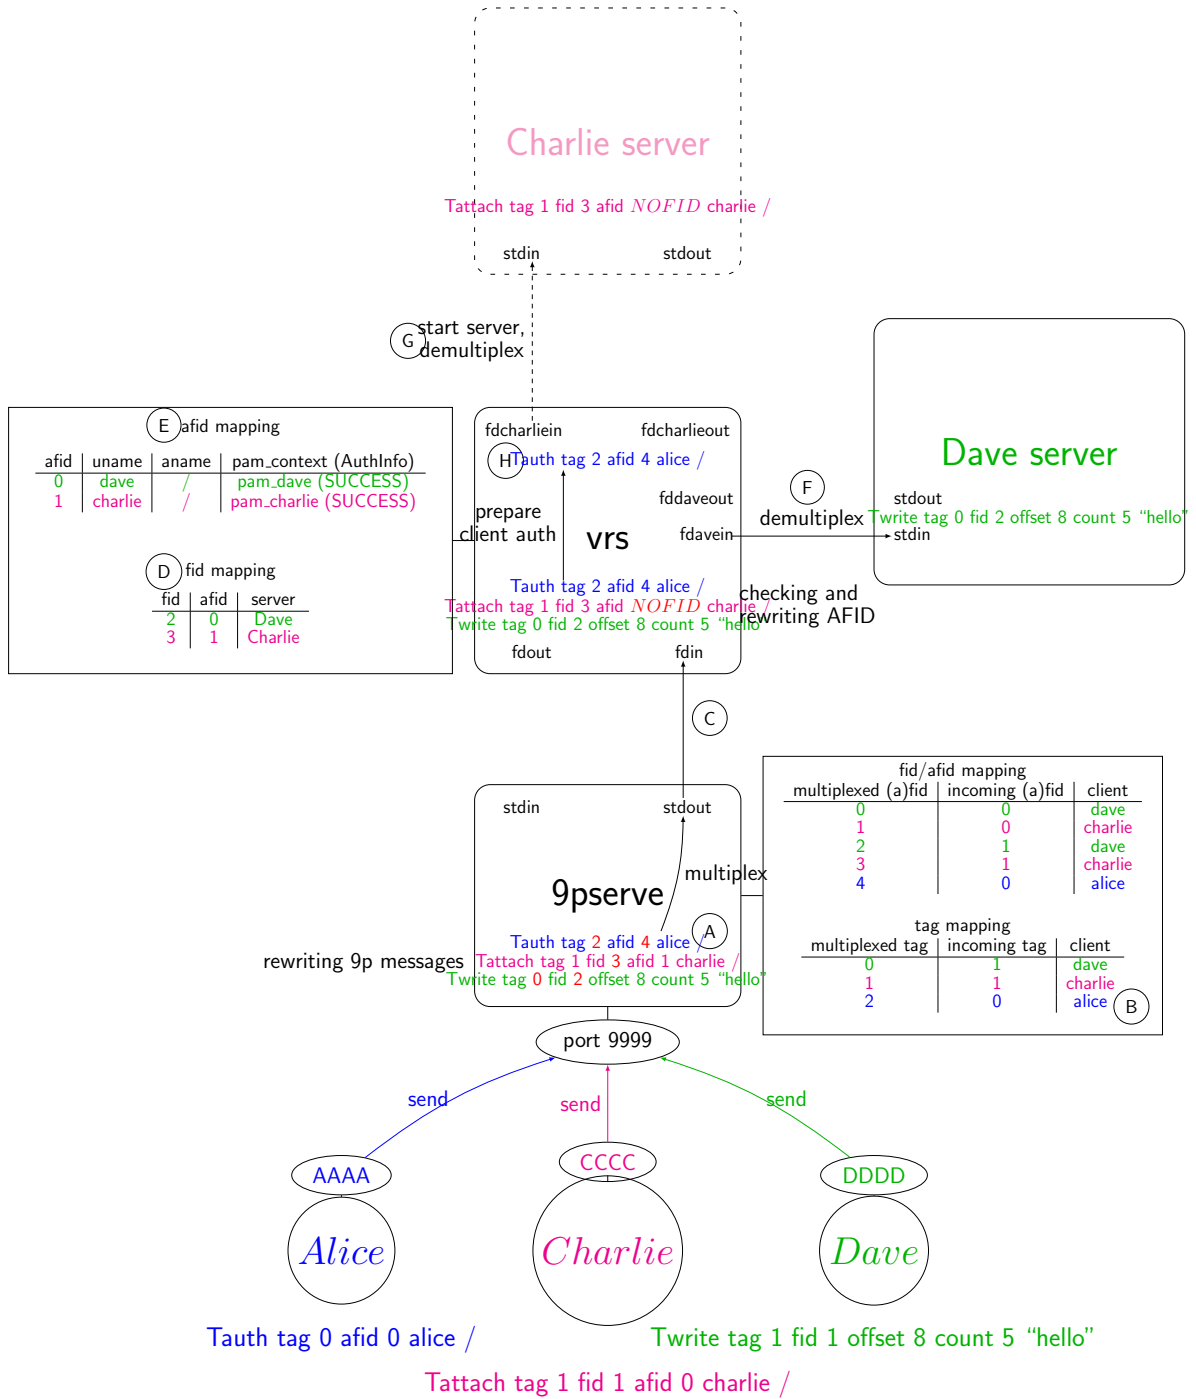 Charlie server
Tattach tag 1 fid 3 afid NOFID charlie /
stdin stdout
G start server,
demultiplex
E afid mapping
afid uname aname pam_context (AuthInfo)
0 dave / pam_dave (SUCCESS)
1 charlie / pam_charlie (SUCCESS)
D fid mapping
fid afid server
2 0 Dave
3 1 Charlie
fdcharliein fdcharlieout
H Tauth tag 2 afid 4 alice /
fddaveout
prepare
client auth
vrs
fdavein
Tauth tag 2 afid 4 alice /
Tattach tag 1 fid 3 afid NOFID charlie /
Twrite tag 0 fid 2 offset 8 count 5 “hello”
fdout fdin
checking and
rewriting AFID
F
demultiplex
Dave server
stdout
Twrite tag 0 fid 2 offset 8 count 5 “hello”
stdin
C
stdin stdout
9pserve
multiplex
A
Tauth tag 2 afid 4 alice /
rewriting 9p messages
Tattach tag 1 fid 3 afid 1 charlie /
Twrite tag 0 fid 2 offset 8 count 5 “hello”
fid/afid mapping
multiplexed (a)fid incoming (a)fid client
0 0 dave
1 0 charlie
2 1 dave
3 1 charlie
4 0 alice
tag mapping
multiplexed tag incoming tag client
0 1 dave
1 1 charlie
2 0 alice
B
port 9999
send send send
AAAA CCCC DDDD
Alice Charlie Dave
Tauth tag 0 afid 0 alice /
Twrite tag 1 fid 1 offset 8 count 5 “hello”
Tattach tag 1 fid 1 afid 0 charlie /